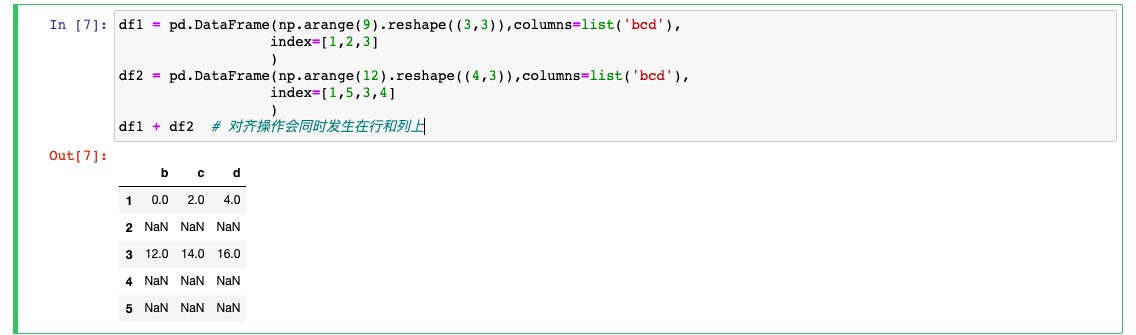 In [7]: df1 = pd.DataFrame(np.arange(9).reshape((3,3)),columns=list('bcd'),
index=[1,2,3]
)
df2 = pd.DataFrame(np.arange(12).reshape((4,3)),columns=list('bcd'),
index=[1,5,3,4]
)
df1 + df2 # 对齐操作会同时发生在行和列上
Out[7]:
b c d
1 0.0 2.0 4.0
2 NaN NaN NaN
3 12.0 14.0 16.0
4 NaN NaN NaN
5 NaN NaN NaN